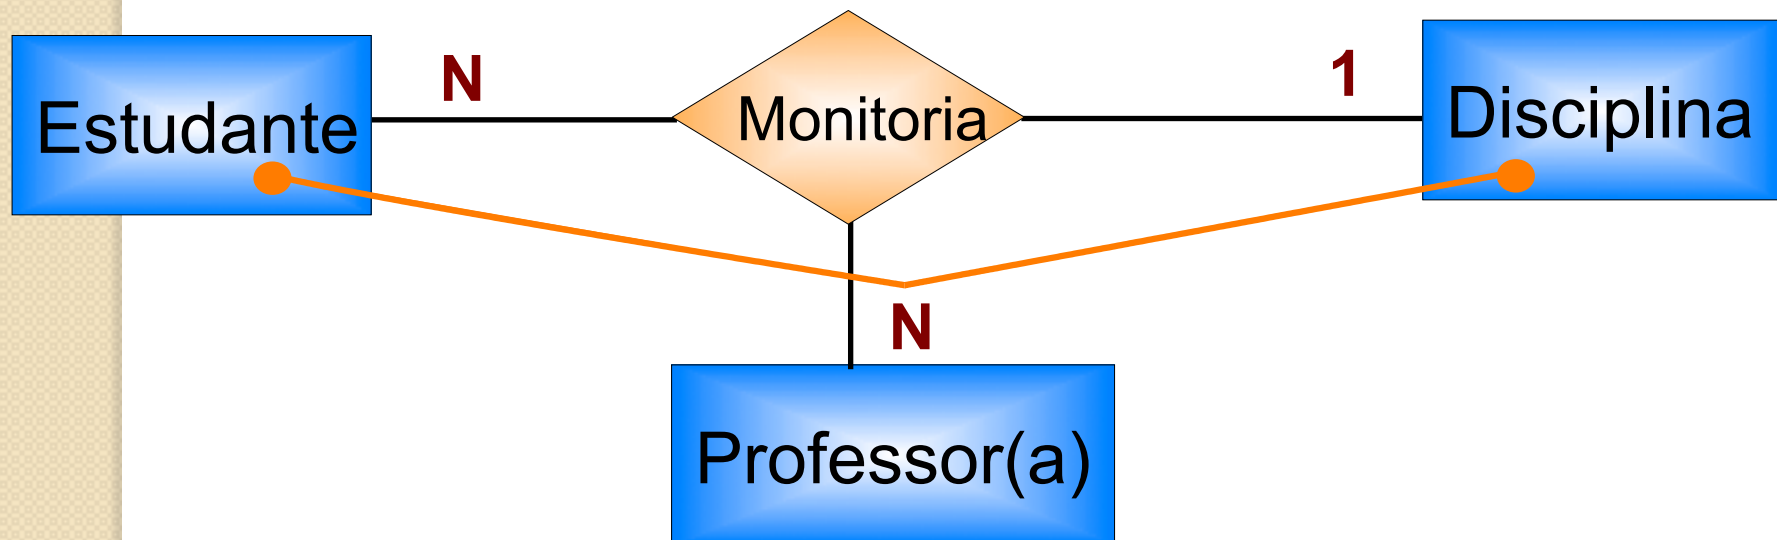 Estudante
N
Monitoria
1
Disciplina
N
Professor(a)